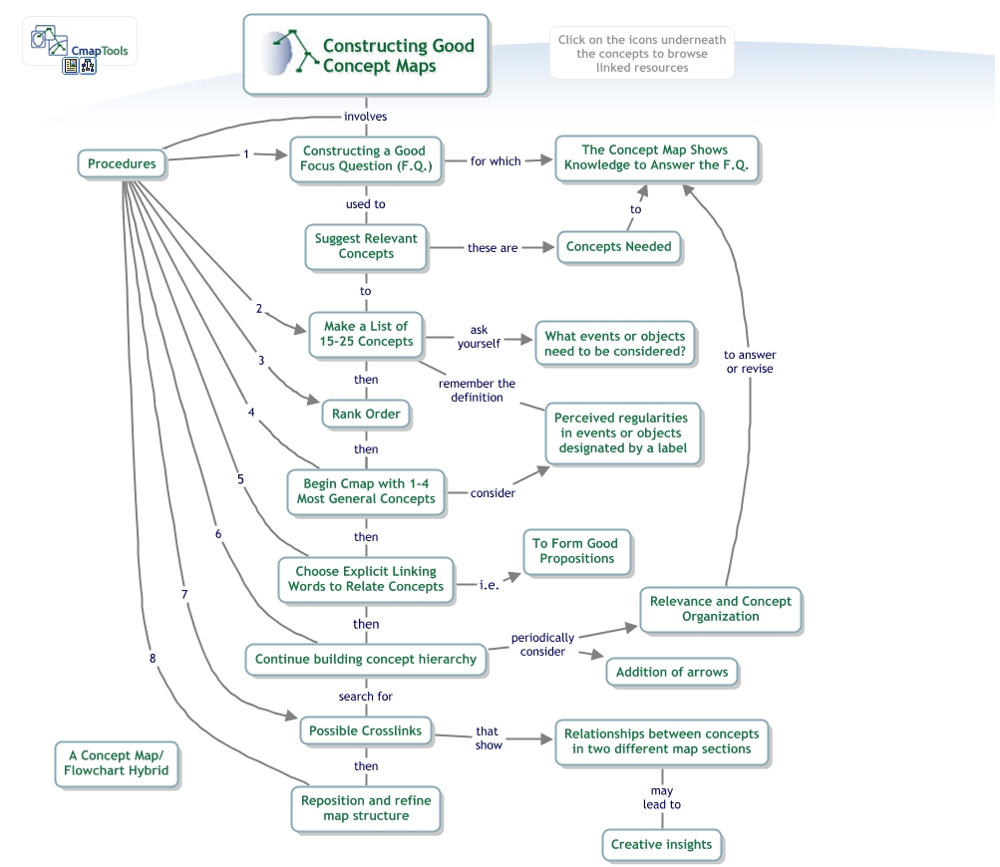 CmapTools
Constructing Good
Concept Maps
Click on the icons underneath
the concepts to browse
linked resources
involves
Procedures
1
Constructing a Good
Focus Question (F.Q.)
for which
The Concept Map Shows
Knowledge to Answer the F.Q.
used to
to
Suggest Relevant
Concepts
these are
Concepts Needed
to
2
Make a List of
15-25 Concepts
ask
yourself
What events or objects
need to be considered?
to answer
or revise
3
then
remember the
definition
4
Rank Order
Perceived regularities
in events or objects
designated by a label
then
5
Begin Cmap with 1-4
Most General Concepts
consider
6
then
To Form Good
Propositions
Choose Explicit Linking
Words to Relate Concepts
i.e.
7
then
Relevance and Concept
Organization
8
Continue building concept hierarchy
periodically
consider
Addition of arrows
search for
Possible Crosslinks
that
show
Relationships between concepts
in two different map sections
A Concept Map/
Flowchart Hybrid
then
may
lead to
Reposition and refine
map structure
Creative insights